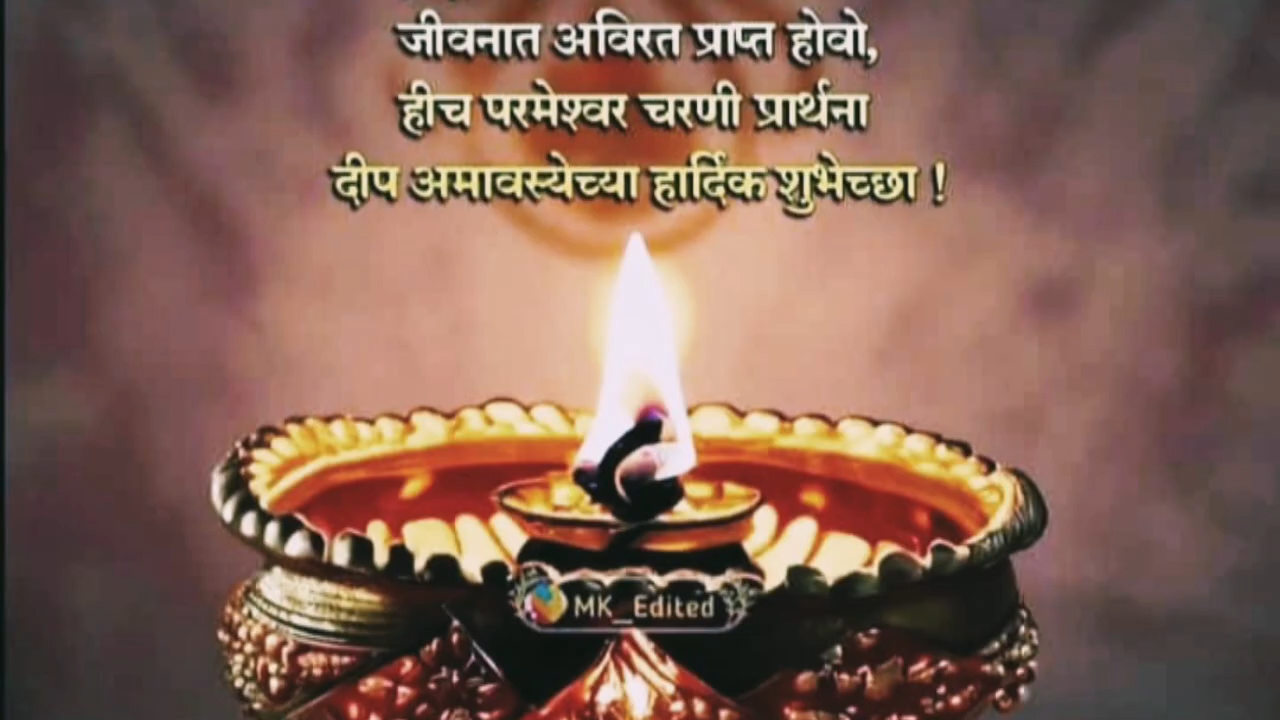 जीवनात अविरत प्राप्त होवो,
हीच परमेश्वर चरणी प्रार्थना
दीप अमावस्येच्या हार्दिक शुभेच्छा !
MK_Edited